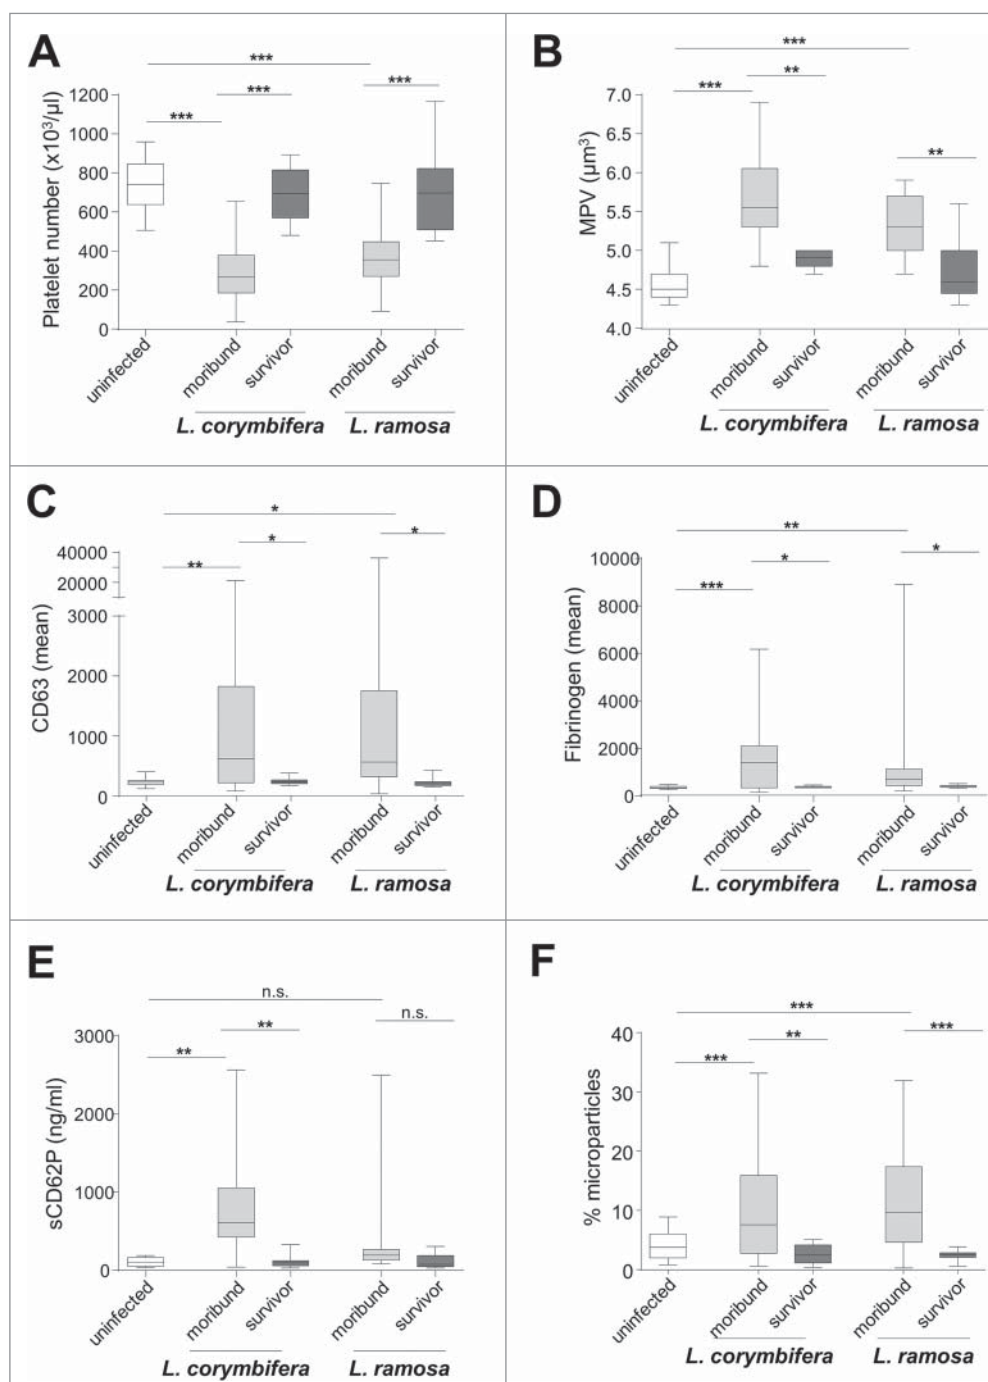 A
***
***
***
***
Platelet number (x10³/µl)
1200
1000
800
600
400
200
0
uninfected
moribund
survivor
moribund
survivor
L. corymbifera
L. ramosa
B
***
**
***
**
MPV (µm³)
7.0
6.5
6.0
5.5
5.0
4.5
4.0
uninfected
moribund
survivor
moribund
survivor
L. corymbifera
L. ramosa
C
*
*
*
**
CD63 (mean)
40000
20000
3000
2000
1000
0
uninfected
moribund
survivor
moribund
survivor
L. corymbifera
L. ramosa
D
**
*
*
***
Fibrinogen (mean)
10000
8000
6000
4000
2000
0
uninfected
moribund
survivor
moribund
survivor
L. corymbifera
L. ramosa
E
n.s.
n.s.
**
**
sCD62P (ng/ml)
3000
2000
1000
0
uninfected
moribund
survivor
moribund
survivor
L. corymbifera
L. ramosa
F
***
***
**
***
% microparticles
40
30
20
10
0
uninfected
moribund
survivor
moribund
survivor
L. corymbifera
L. ramosa